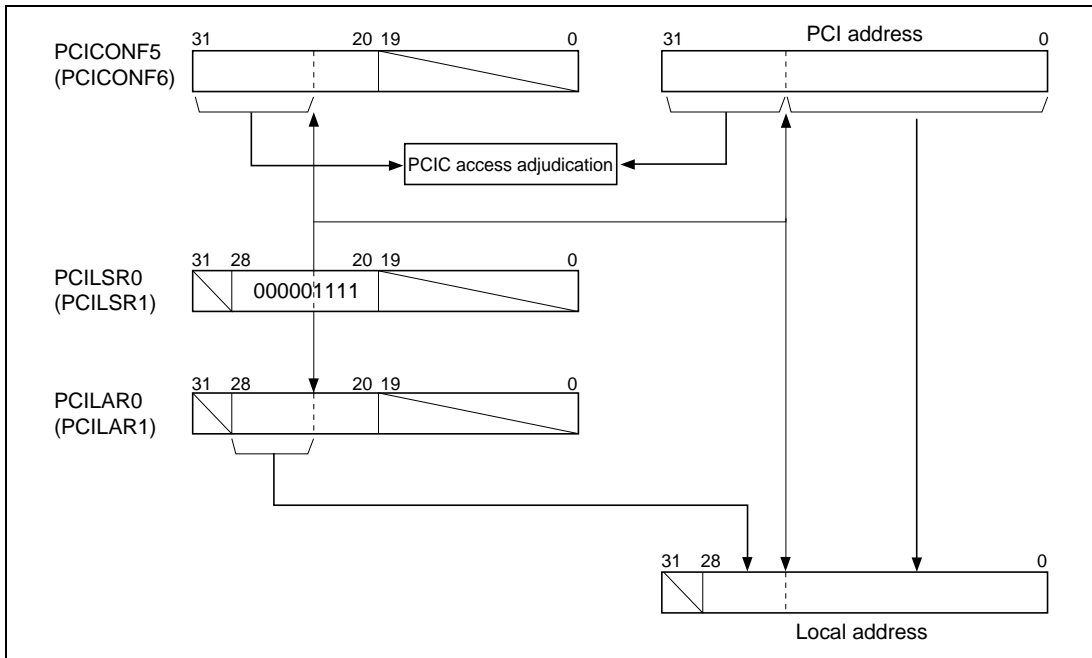 31 20 19 0
PCICONF5
(PCICONF6)
PCI address
31 0
PCIC access adjudication
31 28 20 19 0
PCILSR0
(PCILSR1)
000001111
31 28 20 19 0
PCILAR0
(PCILAR1)
31 28 0
Local address